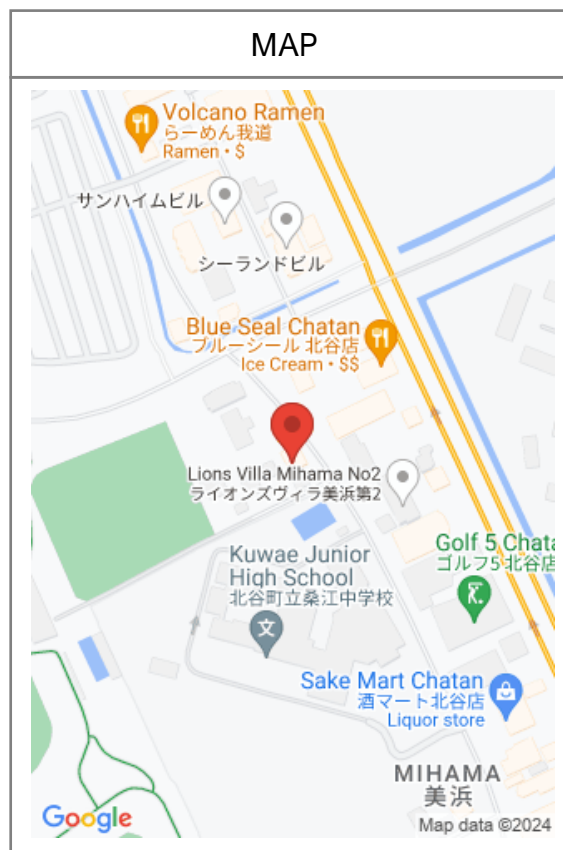 MAP
Volcano Ramen
らーめん我道
Ramen • $
サンハイムビル
シーランドビル
Blue Seal Chatan
ブルーシール 北谷店
Ice Cream • $$
Lions Villa Mihama No2
ライオンズヴィラ美浜第2
Golf 5 Chata
ゴルフ5 北谷店
Kuwae Junior
High School
北谷町立桑江中学校
文
Sake Mart Chatan
酒マート北谷店
Liquor store
MIHAMA
美浜
Google
Map data ©2024